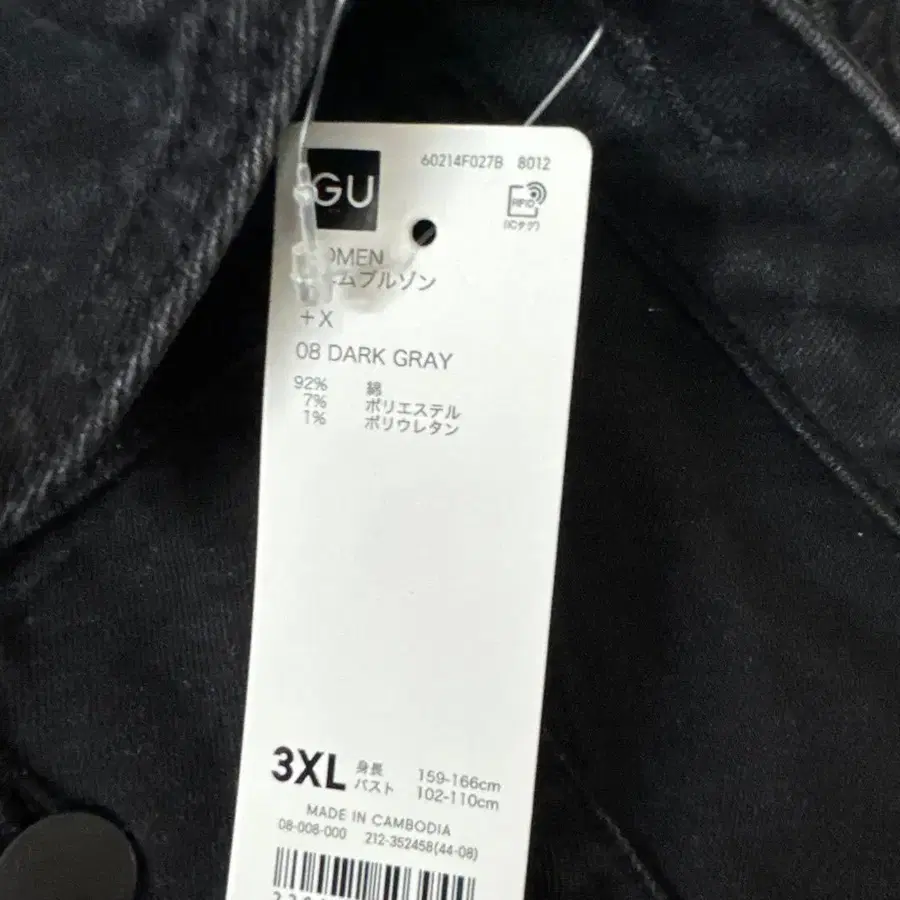 GU
60214F027B 8012
RFID
(ICタグ)
ムブルゾン
+X
08 DARK GRAY
92% 綿
7% ポリエステル
1% ポリウレタン
3XL 身長 159-166cm
バスト 102-110cm
MADE IN CAMBODIA
08-008-000 212-352458(44-08)